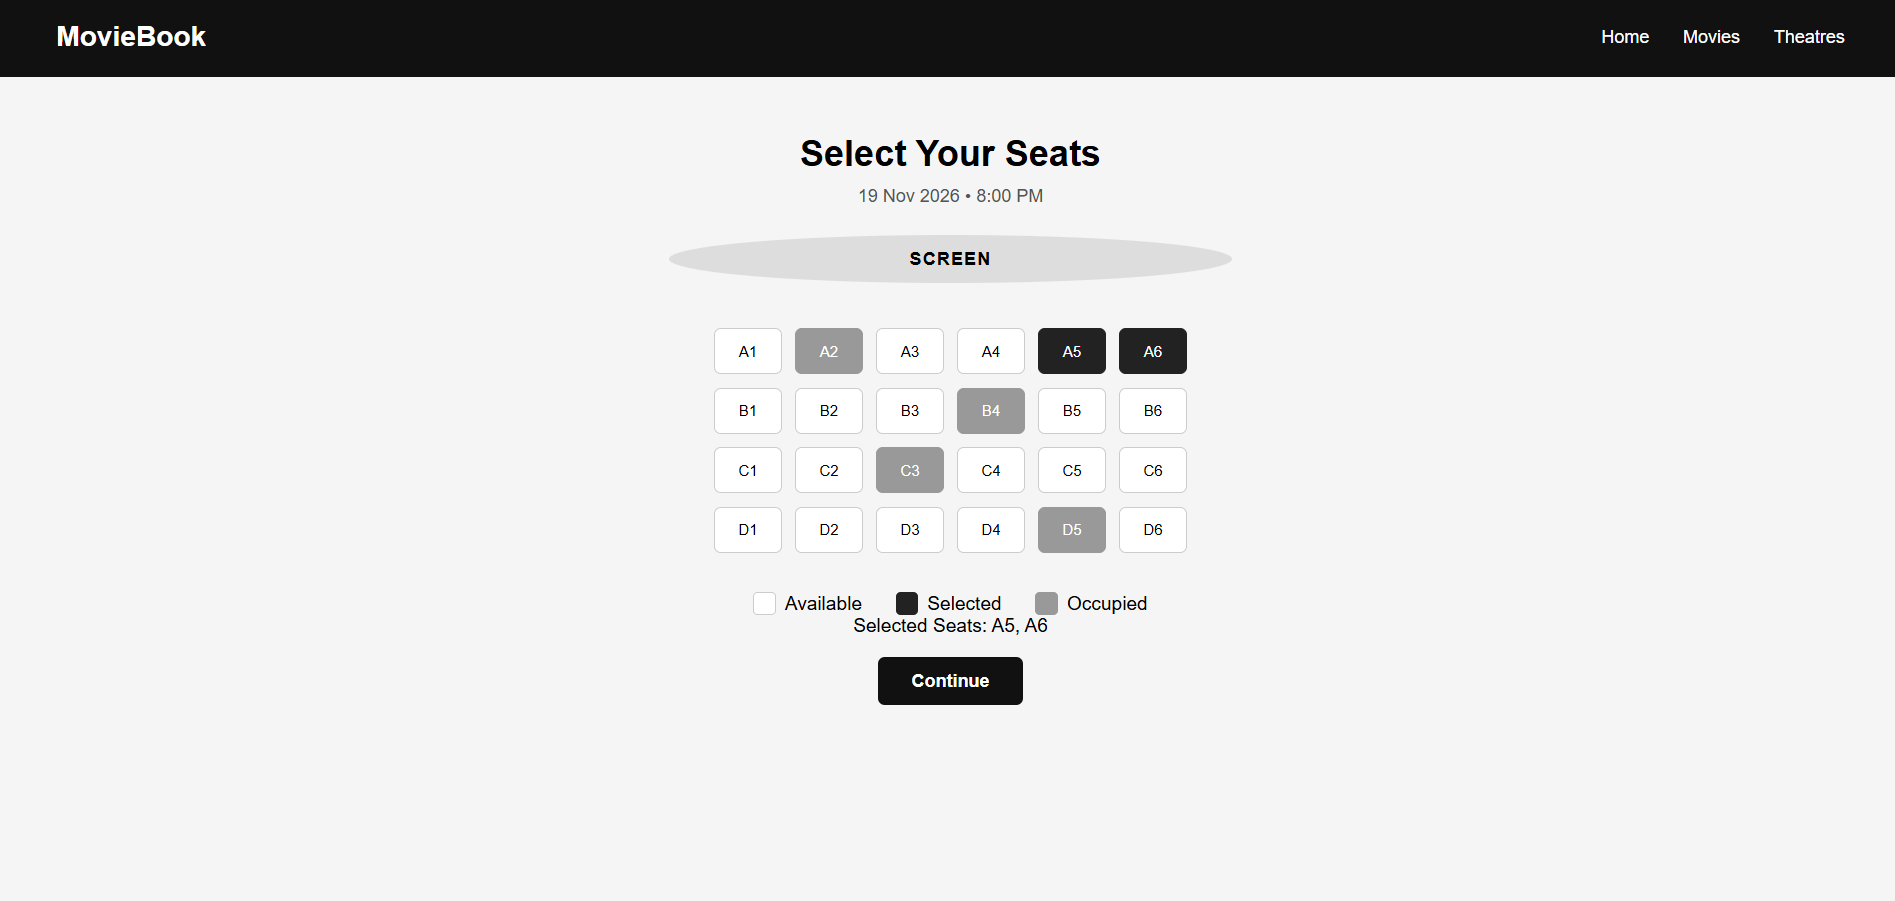 MovieBook Home Movies Theatres
Select Your Seats
19 Nov 2026 • 8:00 PM
SCREEN
A1 A2 A3 A4 A5 A6
B1 B2 B3 B4 B5 B6
C1 C2 C3 C4 C5 C6
D1 D2 D3 D4 D5 D6
Available Selected Occupied
Selected Seats: A5, A6
Continue